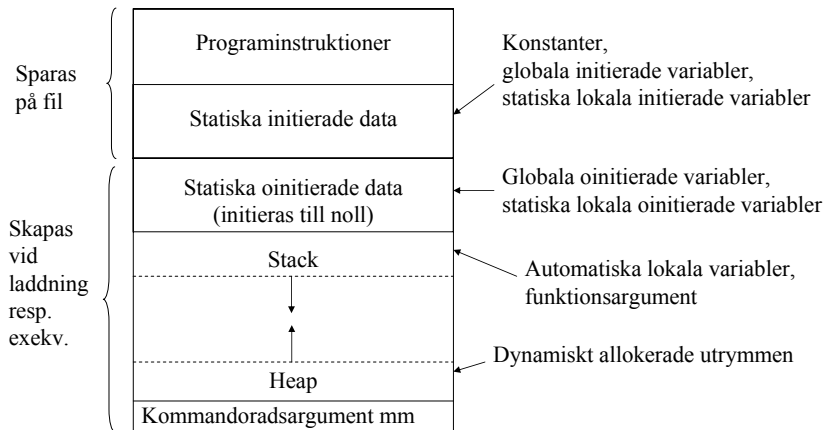 Programinstruktioner
Sparas
på fil
Konstanter,
globala initierade variabler,
statiska lokala initierade variabler
Statiska initierade data
Statiska oinitierade data
(initieras till noll)
Globala oinitierade variabler,
statiska lokala oinitierade variabler
Skapas
vid
laddning
resp.
exekv.
Stack
Automatiska lokala variabler,
funktionsargument
Dynamiskt allokerade utrymmen
Heap
Kommandoradsargument mm